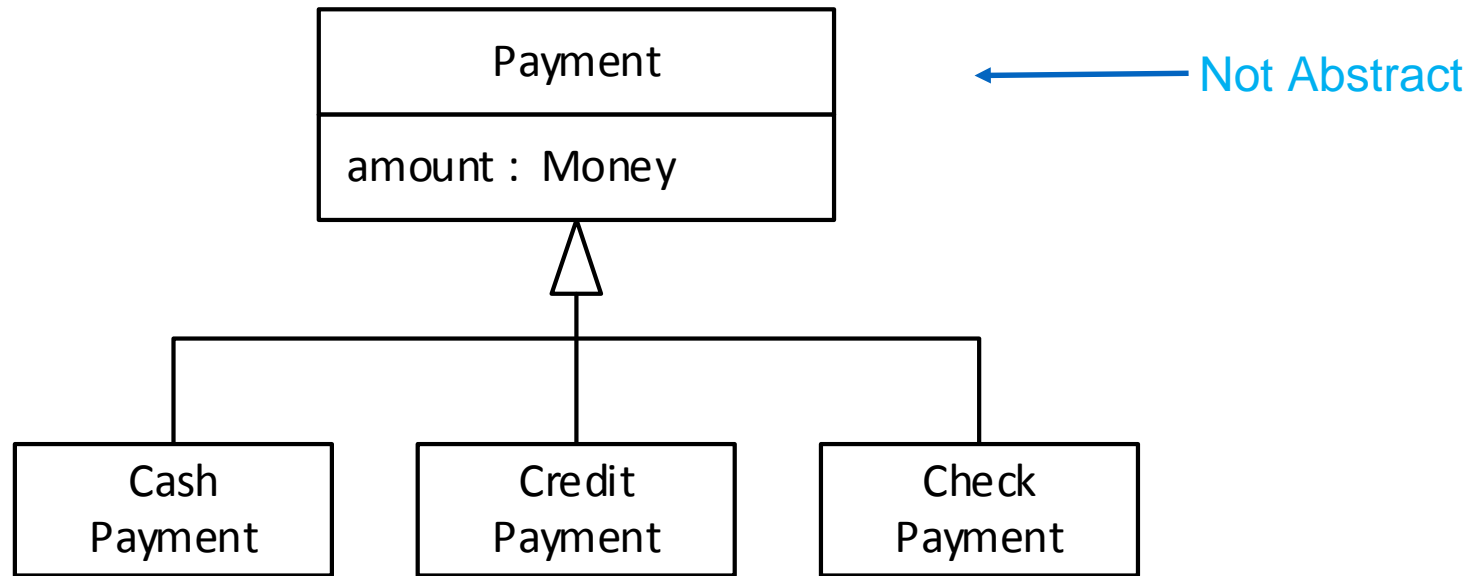 Payment
Not Abstract
amount : Money
Cash
Payment
Credit
Payment
Check
Payment